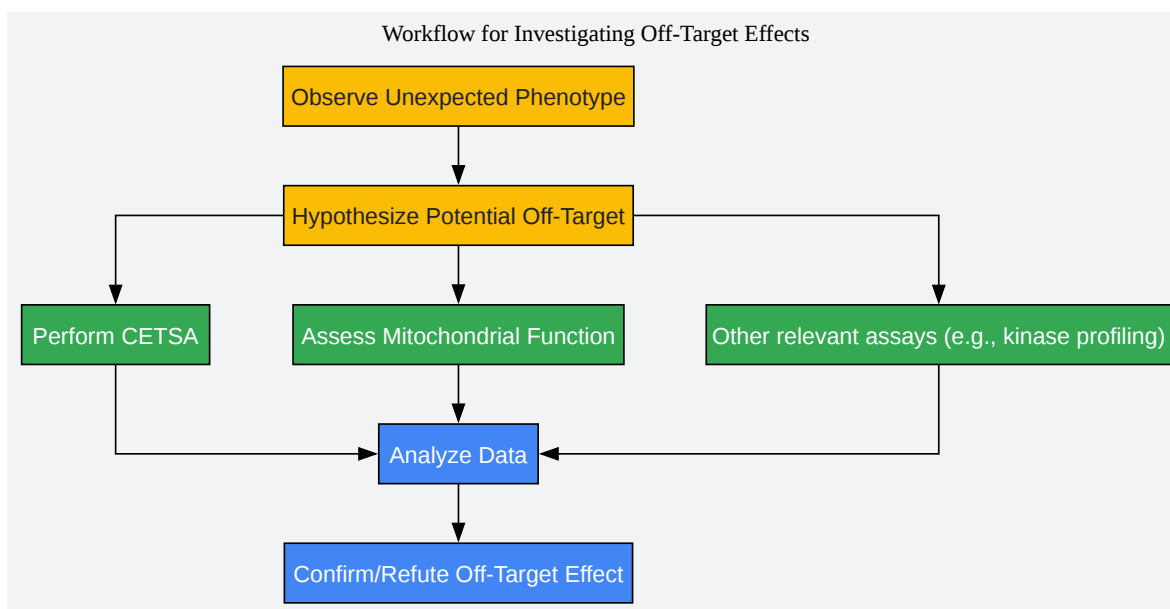 Workflow for Investigating Off-Target Effects
Observe Unexpected Phenotype
Hypothesize Potential Off-Target
Perform CETSA
Assess Mitochondrial Function
Other relevant assays (e.g., kinase profiling)
Analyze Data
Confirm/Refute Off-Target Effect